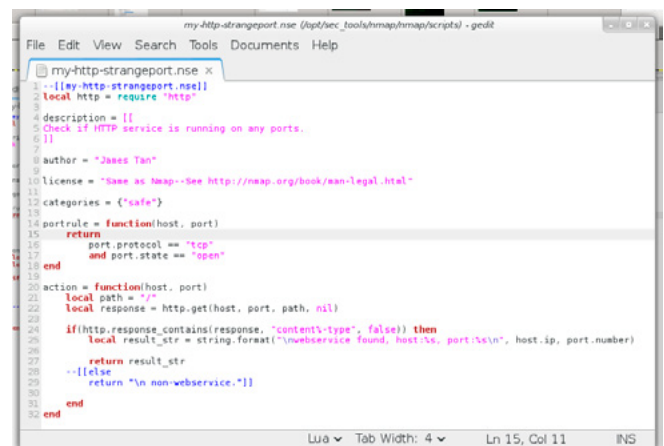 my-http-strangeport.nse (/opt/sec_tools/nmap/nmap/scripts) - gedit
File Edit View Search Tools Documents Help
my-http-strangeport.nse ×
1 --[[my-http-strangeport.nse]]
2 local http = require "http"
3
4 description = [[
5 Check if HTTP service is running on any ports.
6 ]]
7
8 author = "James Tan"
9
10 license = "Same as Nmap--See http://nmap.org/book/man-legal.html"
11
12 categories = {"safe"}
13
14 portrule = function(host, port)
15 return
16 port.protocol == "tcp"
17 and port.state == "open"
18 end
19
20 action = function(host, port)
21 local path = "/"
22 local response = http.get(host, port, path, nil)
23
24 if(http.response_contains(response, "content%-type", false)) then
25 local result_str = string.format("\nwebservice found, host:%s, port:%s\n", host.ip, port.number)
26
27 return result_str
28 --[[else
29 return "\n non-webservice."]]
30
31 end
32 end
Lua Tab Width: 4 Ln 15, Col 11 INS